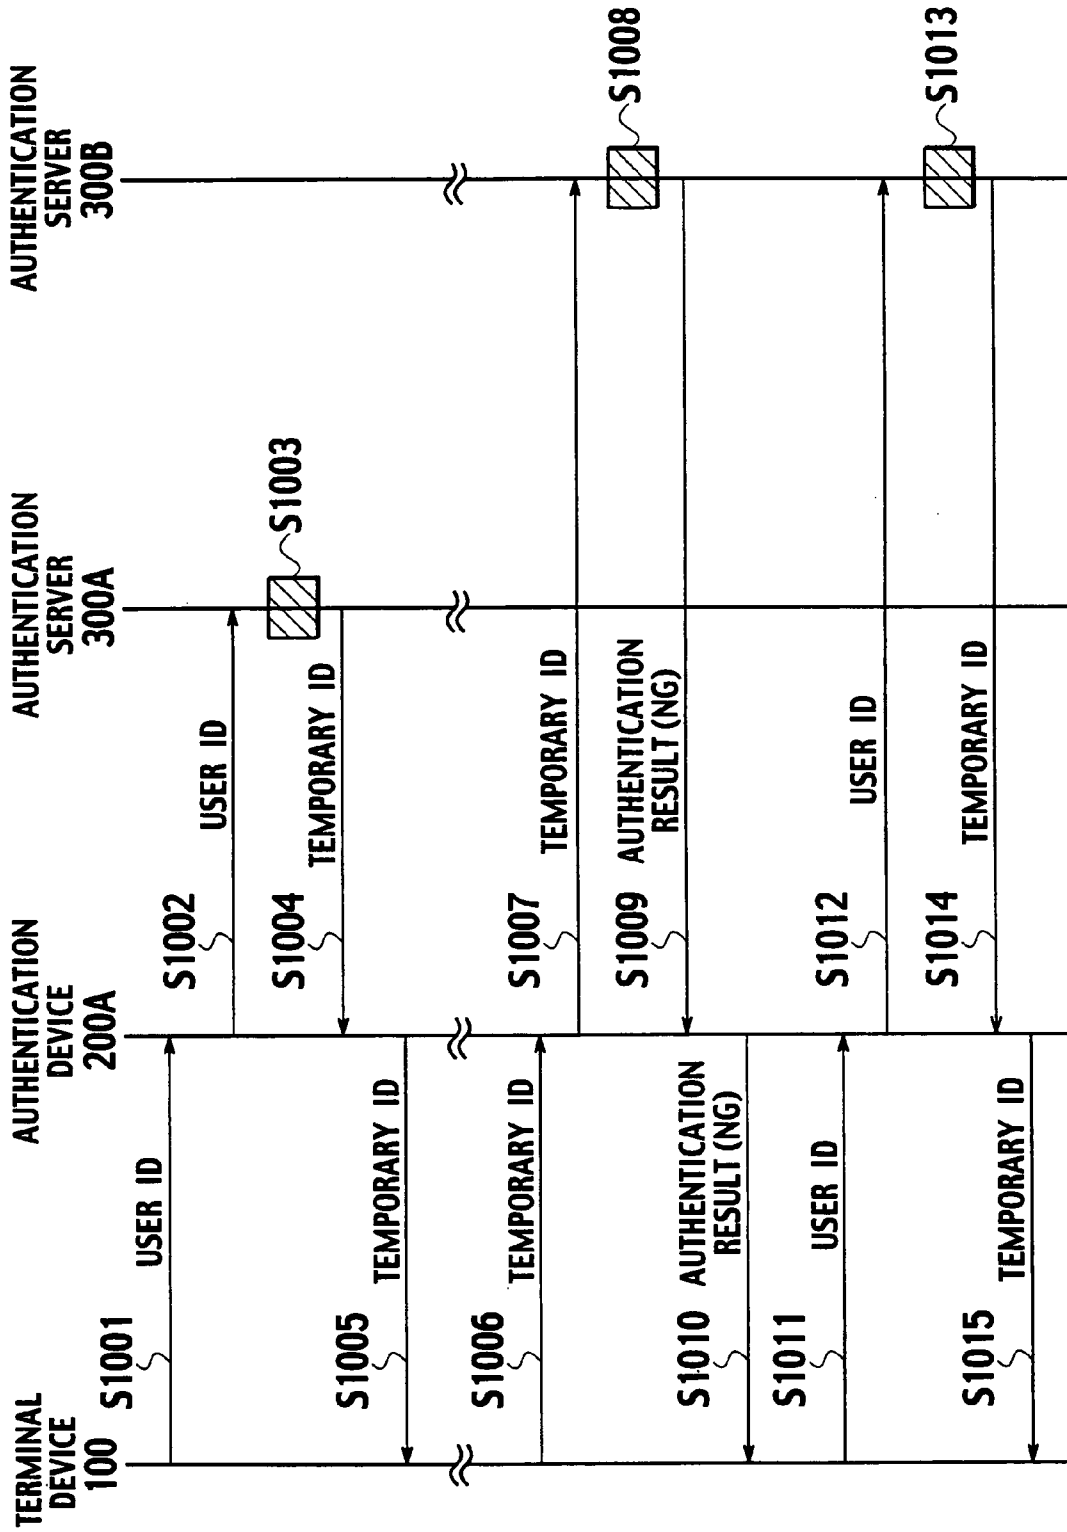 TERMINAL
DEVICE
100
AUTHENTICATION
DEVICE
200A
AUTHENTICATION
SERVER
300A
AUTHENTICATION
SERVER
300B
S1001
USER ID
S1002
USER ID
S1003
S1004
TEMPORARY ID
S1005
TEMPORARY ID
S1006
TEMPORARY ID
S1007
TEMPORARY ID
S1008
S1009 AUTHENTICATION
RESULT (NG)
S1010 AUTHENTICATION
RESULT (NG)
S1011
USER ID
S1012
USER ID
S1013
S1014
TEMPORARY ID
S1015
TEMPORARY ID